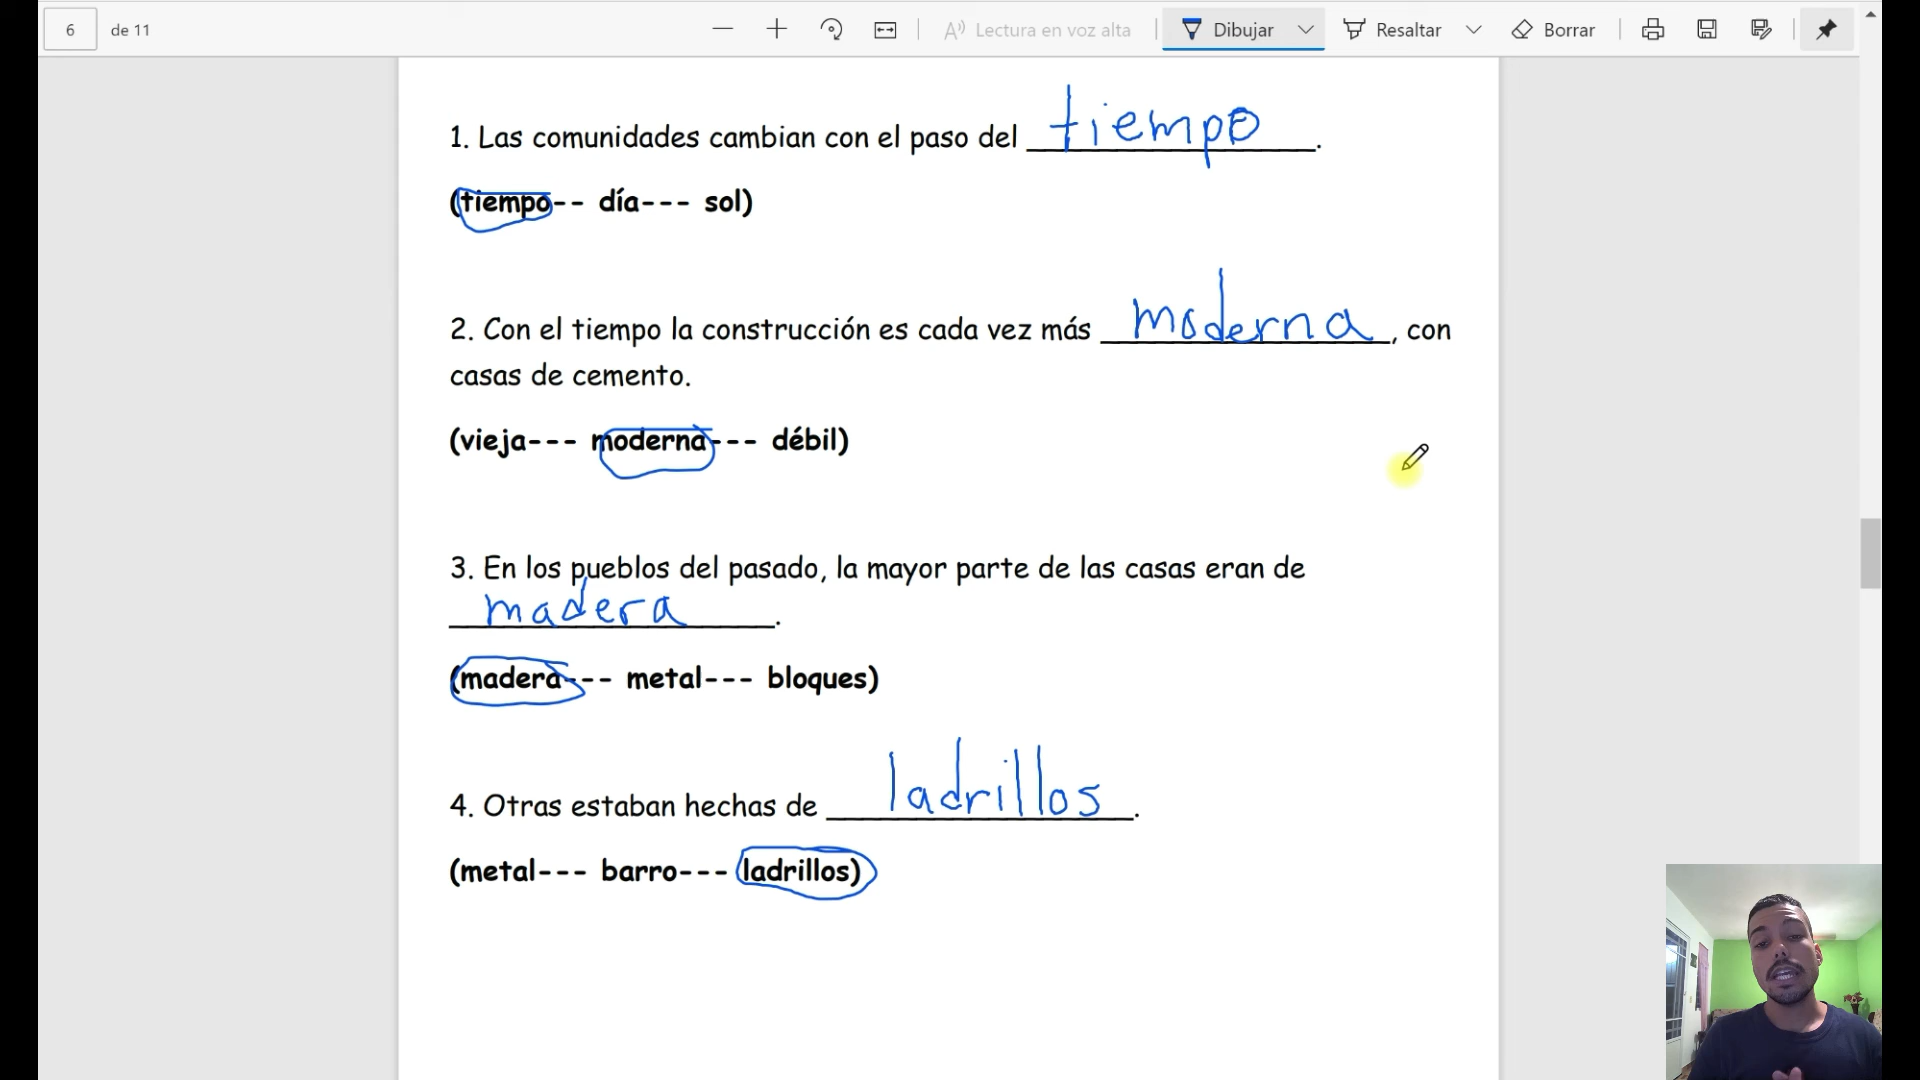 6 de 11 Lectura en voz alta Dibujar Resaltar Borrar
1. Las comunidades cambian con el paso del tiempo.
(tiempo-- día--- sol)
2. Con el tiempo la construcción es cada vez más moderna, con
casas de cemento.
(vieja--- moderna--- débil)
3. En los pueblos del pasado, la mayor parte de las casas eran de
madera.
(madera--- metal--- bloques)
4. Otras estaban hechas de ladrillos.
(metal--- barro--- ladrillos)